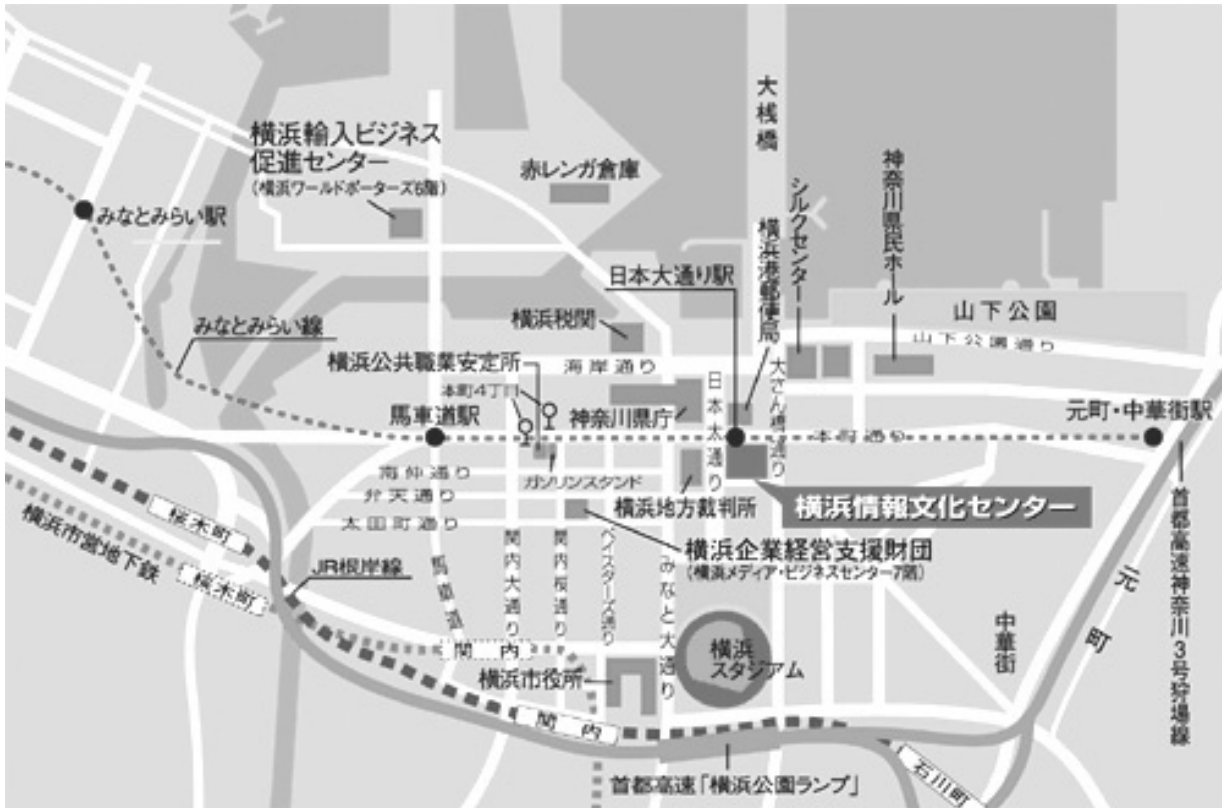 大桟橋
横浜輸入ビジネス
促進センター
(横浜ワールドポーターズ6階)
赤レンガ倉庫
シルクセンター
神奈川県民ホール
みなとみらい駅
横浜港郵便局
日本大通り駅
山下公園
山下公園通り
みなとみらい線
横浜税関
海岸通り
横浜公共職業安定所
本町4丁目
馬車道駅
神奈川県庁
日本大通り
大さん橋通り
本町通り
元町・中華街駅
南仲通り
弁天通り
太田町通り
ガソリンスタンド
横浜地方裁判所
横浜情報文化センター
横浜企業経営支援財団
(横浜メディア・ビジネスセンター7階)
桜木町
横浜市営地下鉄
桜木町
JR根岸線
馬車道
関内大通り
関内桜通り
ベイスターズ通り
みなと大通り
関内
横浜市役所
横浜
スタジアム
中華街
元町
首都高速神奈川3号狩場線
関内
石川町
首都高速「横浜公園ランプ」